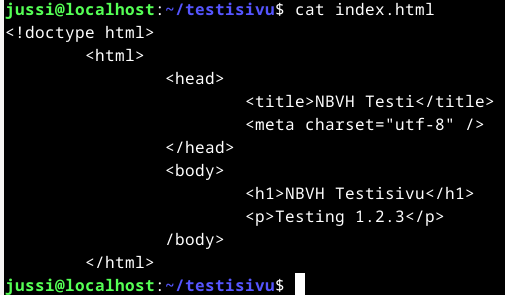 jussi@localhost:~/testisivu$ cat index.html
<!doctype html>
        <html>
                <head>
                        <title>NBVH Testi</title>
                        <meta charset="utf-8" />
                </head>
                <body>
                        <h1>NBVH Testisivu</h1>
                        <p>Testing 1.2.3</p>
                /body>
        </html>
jussi@localhost:~/testisivu$